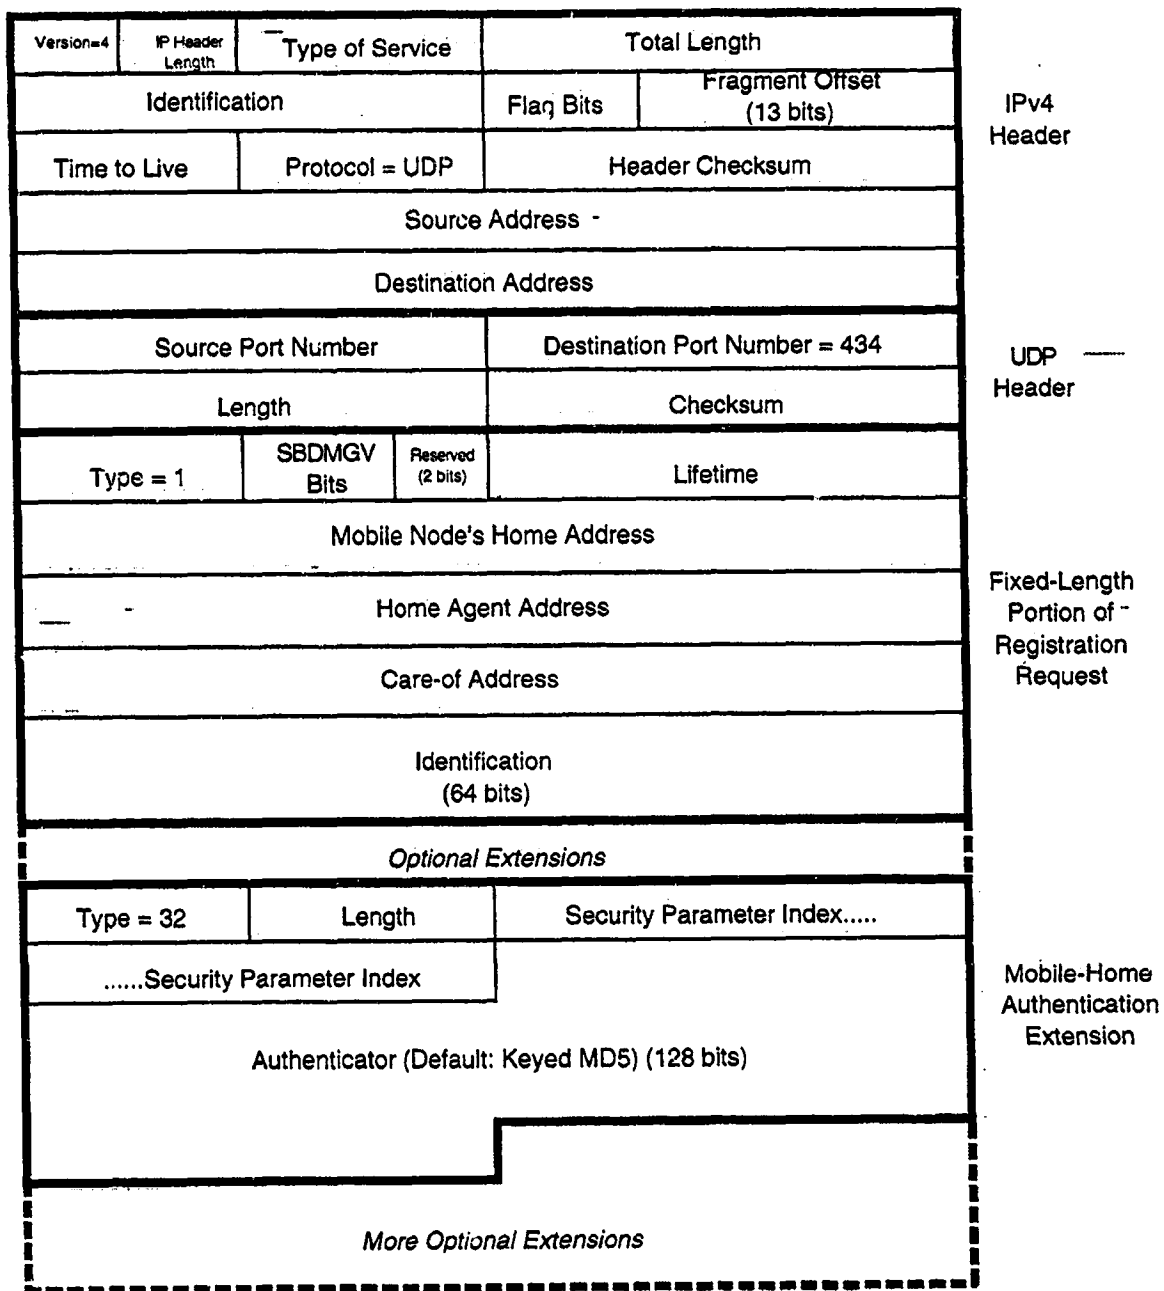 Version=4
IP Header
Length
Type of Service
Total Length
Identification
Flag Bits
Fragment Offset
(13 bits)
IPv4
Header
Time to Live
Protocol = UDP
Header Checksum
Source Address
Destination Address
Source Port Number
Destination Port Number = 434
UDP
Header
Length
Checksum
Type = 1
SBDMGV
Bits
Reserved
(2 bits)
Lifetime
Mobile Node's Home Address
Home Agent Address
Care-of Address
Fixed-Length
Portion of
Registration
Request
Identification
(64 bits)
Optional Extensions
Type = 32
Length
Security Parameter Index.....
......Security Parameter Index
Mobile-Home
Authentication
Extension
Authenticator (Default: Keyed MD5) (128 bits)
More Optional Extensions